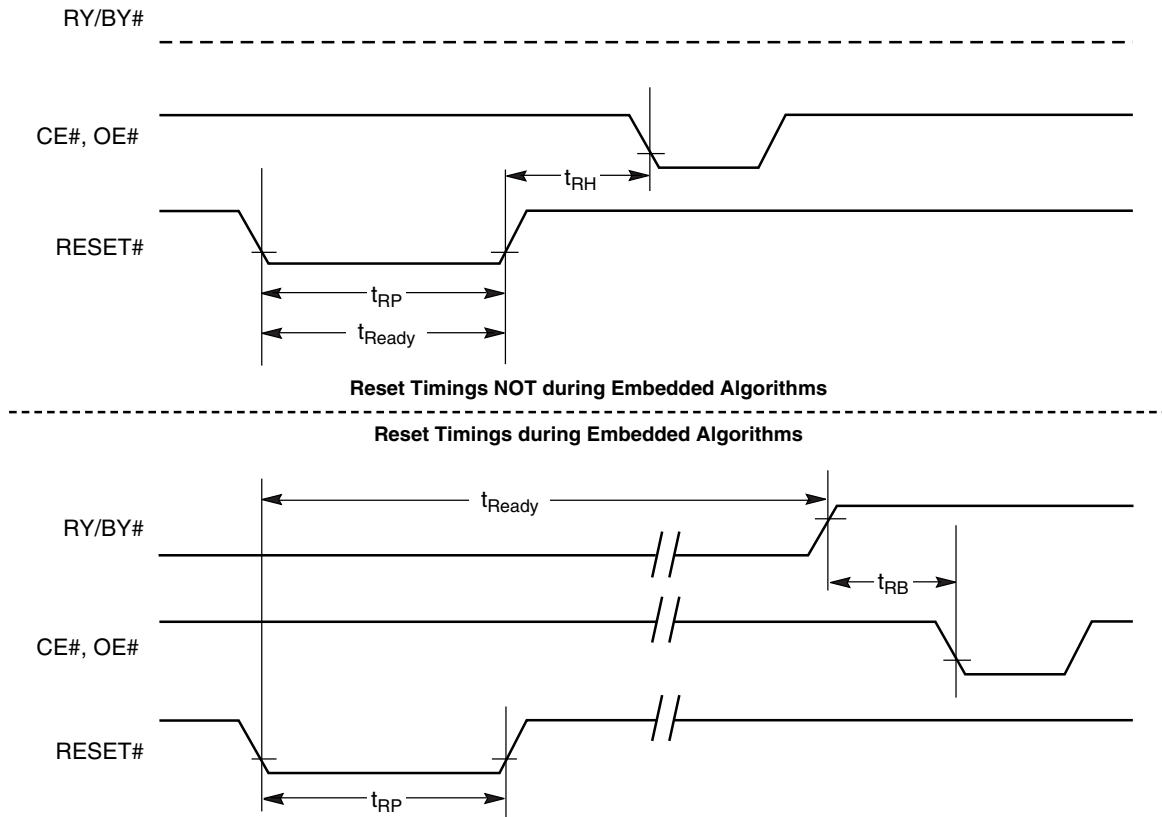 RY/BY#
CE#, OE#
tRH
RESET#
tRP
tReady
Reset Timings NOT during Embedded Algorithms
Reset Timings during Embedded Algorithms
tReady
RY/BY#
tRB
CE#, OE#
RESET#
tRP